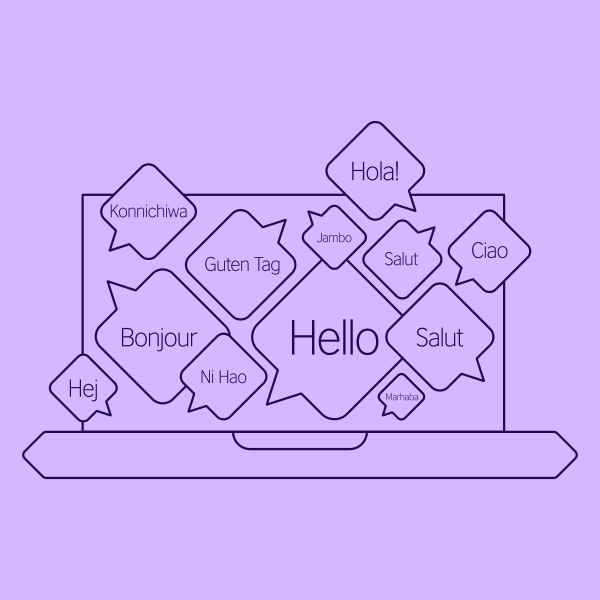 Hola!
Konnichiwa
Jambo
Guten Tag
Salut
Ciao
Bonjour
Hello
Salut
Ni Hao
Hej
Marhaba